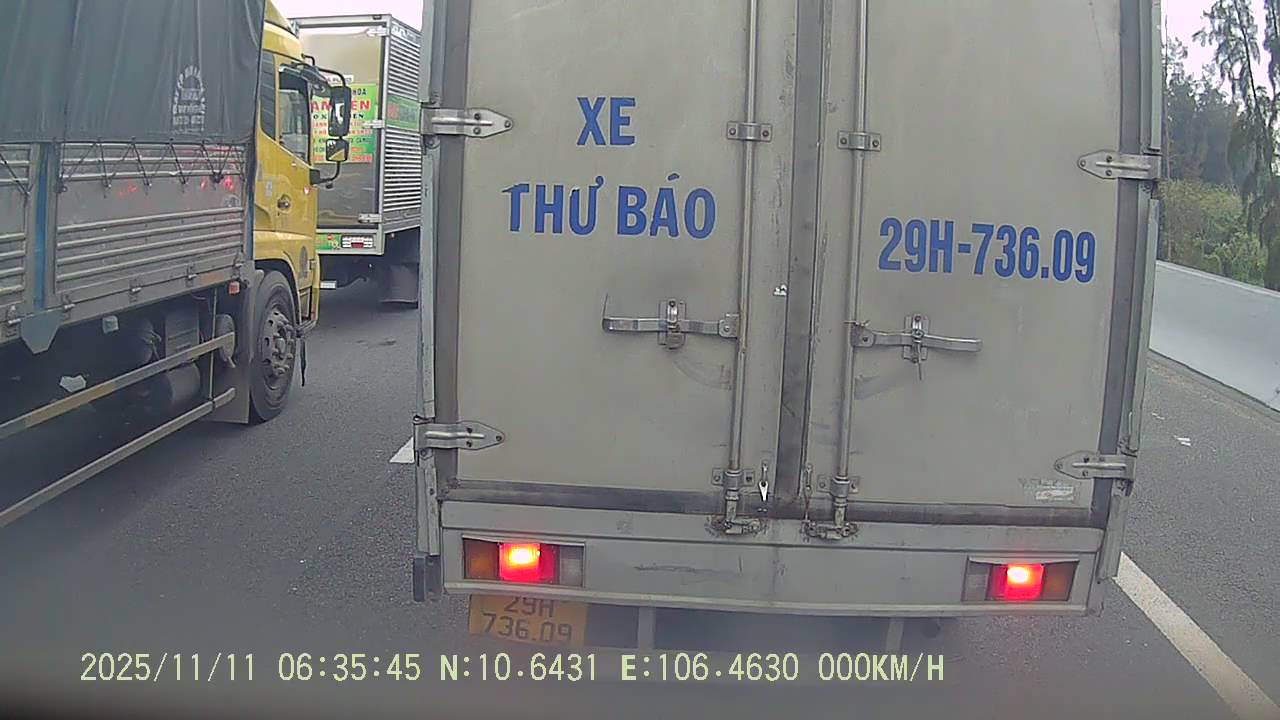 XE
THƯ BÁO
29H-736.09
29H
736.09
2025/11/11 06:35:45 N:10.6431 E:106.4630 000KM/H